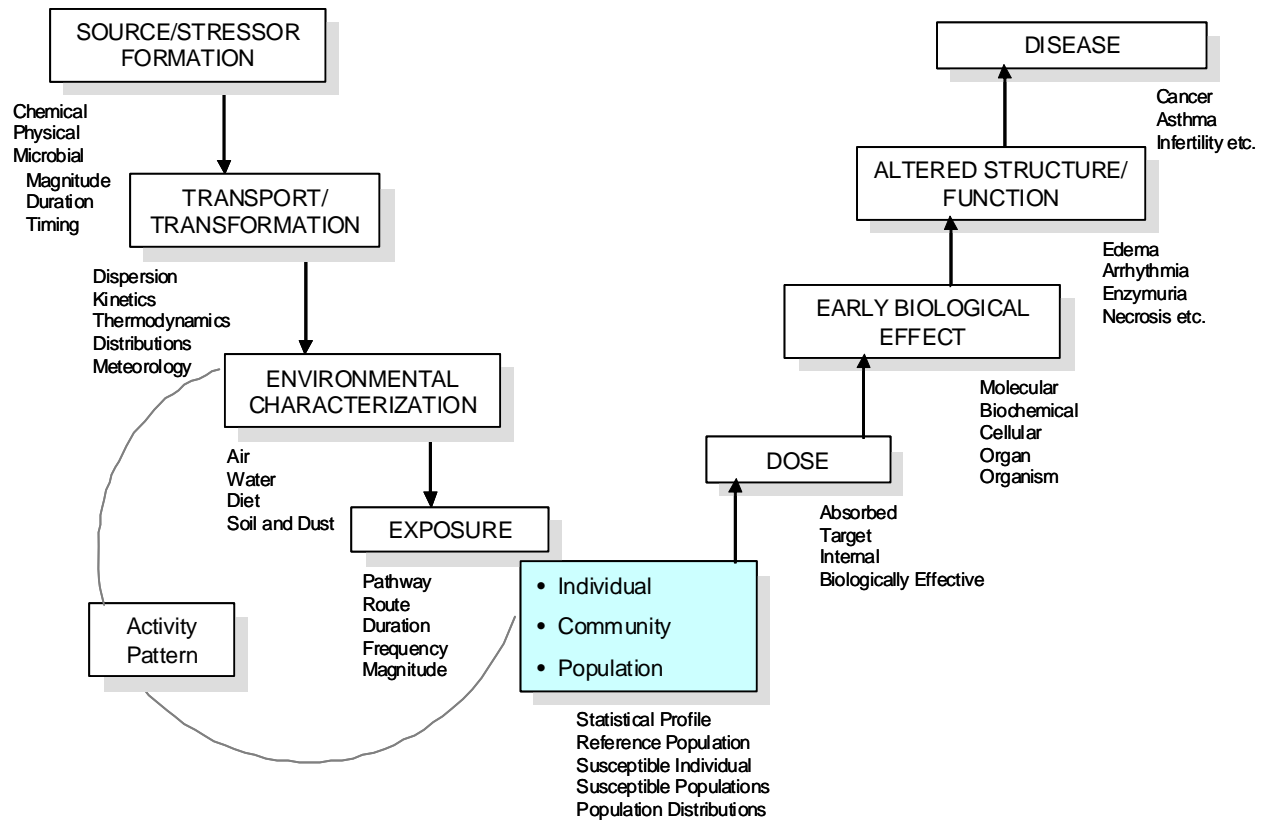 SOURCE/STRESSOR
FORMATION
Chemical
Physical
Microbial
Magnitude
Duration
Timing
TRANSPORT/
TRANSFORMATION
Dispersion
Kinetics
Thermodynamics
Distributions
Meteorology
ENVIRONMENTAL
CHARACTERIZATION
Air
Water
Diet
Soil and Dust
EXPOSURE
Pathway
Route
Duration
Frequency
Magnitude
Activity
Pattern
• Individual
• Community
• Population
Statistical Profile
Reference Population
Susceptible Individual
Susceptible Populations
Population Distributions
DOSE
Absorbed
Target
Internal
Biologically Effective
EARLY BIOLOGICAL
EFFECT
Molecular
Biochemical
Cellular
Organ
Organism
ALTERED STRUCTURE/
FUNCTION
Edema
Arrhythmia
Enzymuria
Necrosis etc.
DISEASE
Cancer
Asthma
Infertility etc.